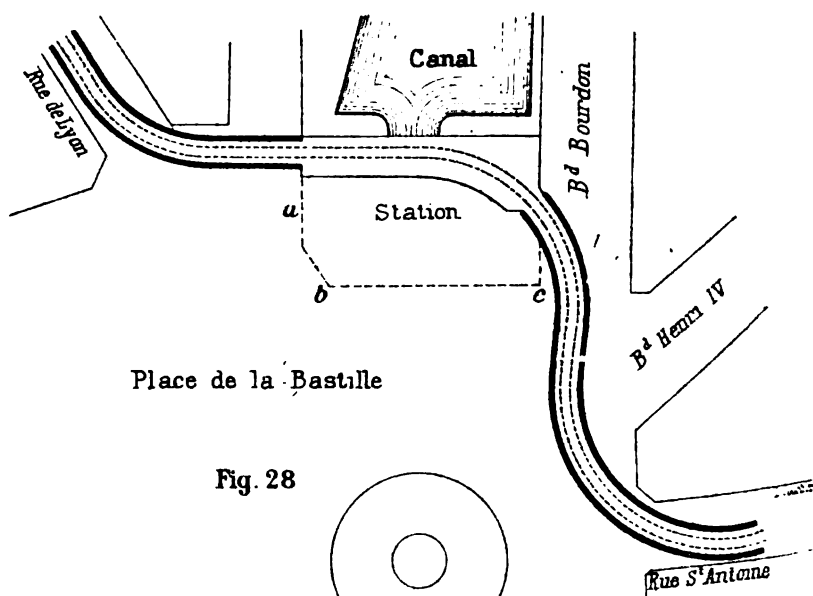 Canal
Rue de Lyon
Bd Bourdon
a
Station
b
c
Bd Henri IV
Place de la Bastille
Fig. 28
Rue St Antoine